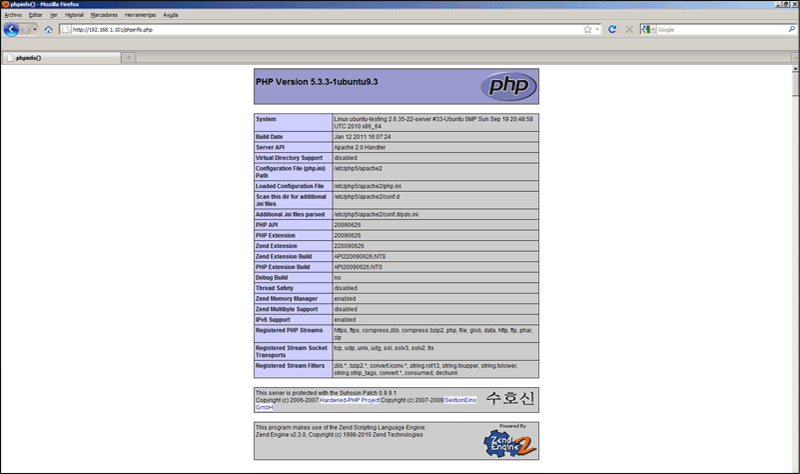 phpinfo() - Mozilla Firefox
Archivo Editar Ver Historial Marcadores Herramientas Ayuda
http://192.168.1.101/phpinfo.php
Google
phpinfo()
PHP Version 5.3.3-1ubuntu9.3
php
System Linux ubuntu-testing 2.6.35-22-server #33-Ubuntu SMP Sun Sep 19 20:48:58
UTC 2010 x86_64
Build Date Jan 12 2011 16:07:24
Server API Apache 2.0 Handler
Virtual Directory Support disabled
Configuration File (php.ini) /etc/php5/apache2
Path
Loaded Configuration File /etc/php5/apache2/php.ini
Scan this dir for additional /etc/php5/apache2/conf.d
.ini files
Additional .ini files parsed /etc/php5/apache2/conf.d/pdo.ini
PHP API 20090626
PHP Extension 20090626
Zend Extension 220090626
Zend Extension Build API220090626,NTS
PHP Extension Build API20090626,NTS
Debug Build no
Thread Safety disabled
Zend Memory Manager enabled
Zend Multibyte Support disabled
IPv6 Support enabled
Registered PHP Streams https, ftps, compress.zlib, compress.bzip2, php, file, glob, data, http, ftp, phar,
zip
Registered Stream Socket tcp, udp, unix, udg, ssl, sslv3, sslv2, tls
Transports
Registered Stream Filters zlib.*, bzip2.*, convert.iconv.*, string.rot13, string.toupper, string.tolower,
string.strip_tags, convert.*, consumed, dechunk
This server is protected with the Suhosin Patch 0.9.9.1
Copyright (c) 2006-2007 Hardened-PHP Project Copyright (c) 2007-2009 SektionEins
GmbH
수호신
This program makes use of the Zend Scripting Language Engine:
Zend Engine v2.3.0, Copyright (c) 1998-2010 Zend Technologies
Powered By
Zend
Engine 2